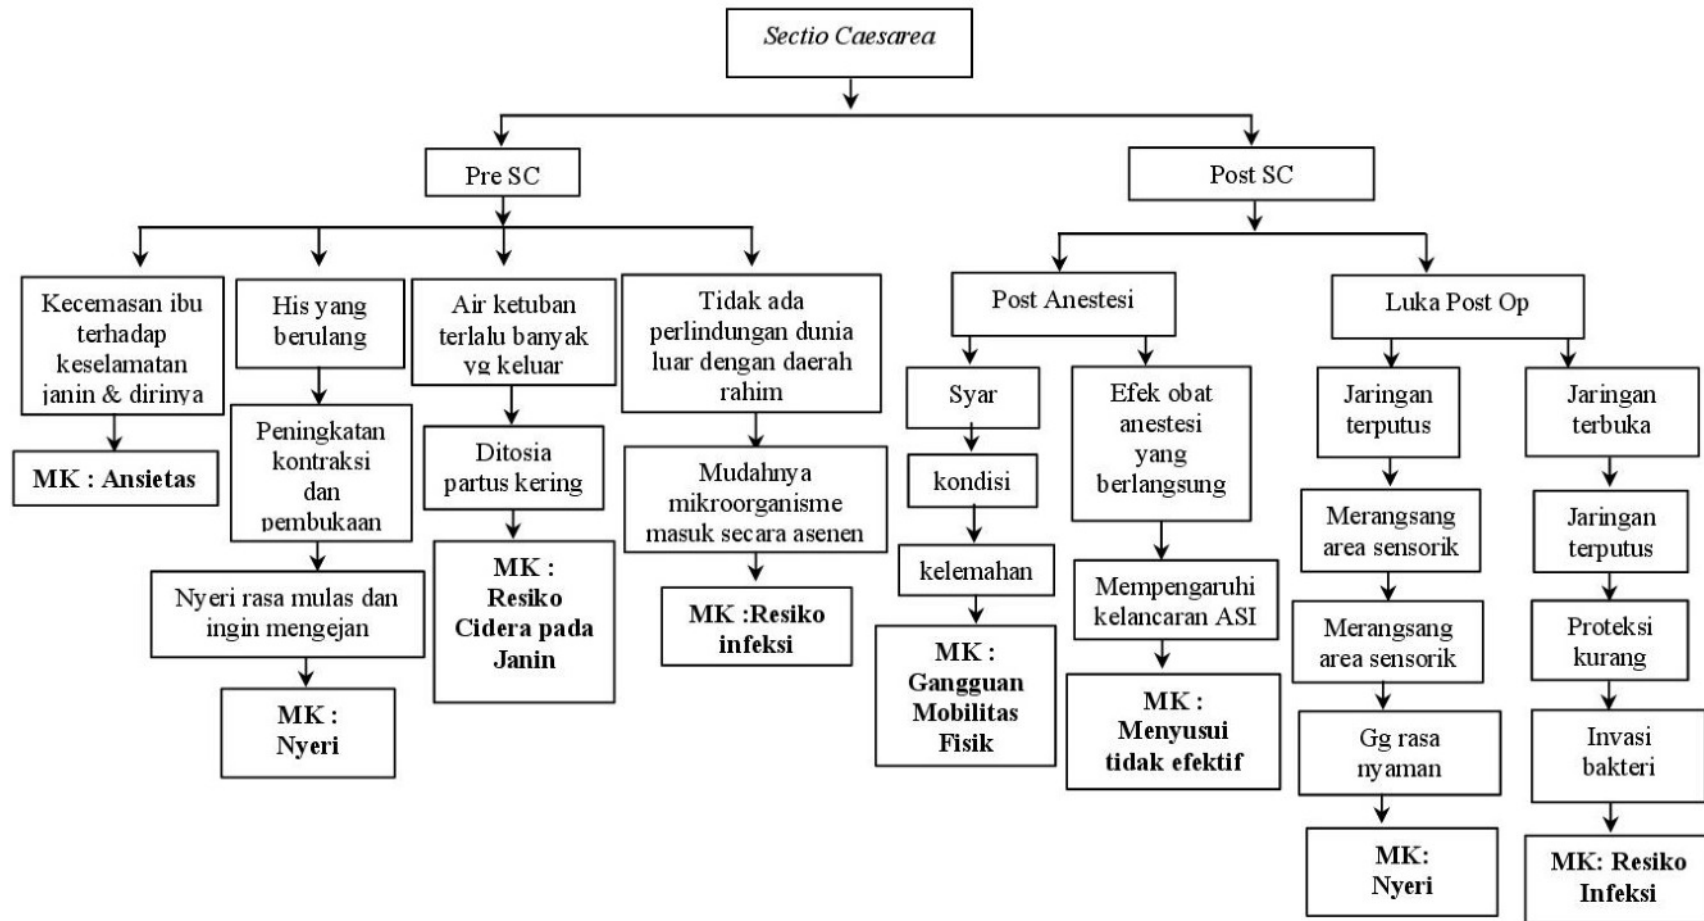 Sectio Caesarea
Pre SC
Post SC
Kecemasan ibu
terhadap
keselamatan
janin & dirinya
His yang
berulang
Air ketuban
terlalu banyak
yg keluar
Tidak ada
perlindungan dunia
luar dengan daerah
rahim
Post Anestesi
Luka Post Op
MK : Ansietas
Peningkatan
kontraksi
dan
pembukaan
Ditosia
partus kering
Mudahnya
mikroorganisme
masuk secara asenen
Syar
Efek obat
anestesi
yang
berlangsung
Jaringan
terputus
Jaringan
terbuka
kondisi
Merangsang
area sensorik
Jaringan
terputus
Nyeri rasa mulas dan
ingin mengejan
MK :
Resiko
Cidera pada
Janin
MK :Resiko
infeksi
kelemahan
Mempengaruhi
kelancaran ASI
Merangsang
area sensorik
Proteksi
kurang
MK :
Nyeri
MK :
Gangguan
Mobilitas
Fisik
MK :
Menyusui
tidak efektif
Gg rasa
nyaman
Invasi
bakteri
MK:
Nyeri
MK: Resiko
Infeksi